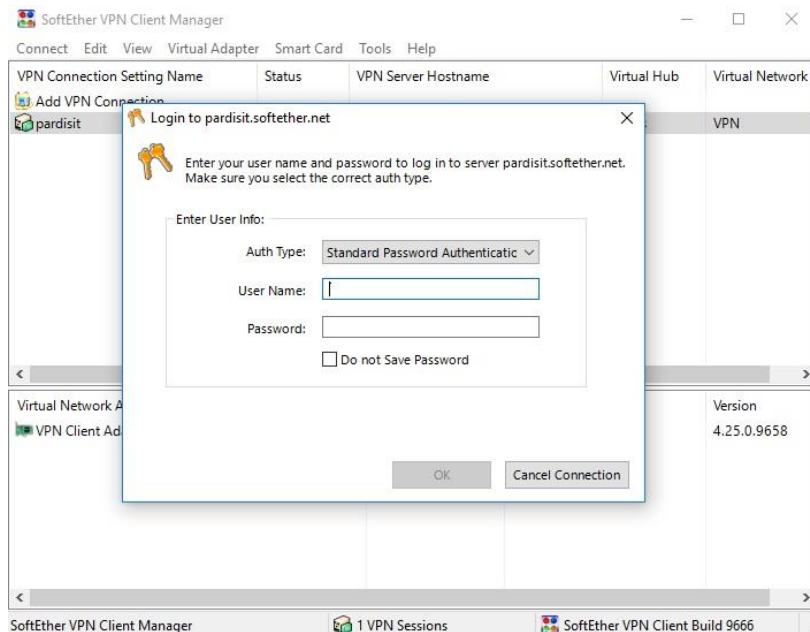 SoftEther VPN Client Manager
Connect Edit View Virtual Adapter Smart Card Tools Help
VPN Connection Setting Name Status VPN Server Hostname Virtual Hub Virtual Network
Add VPN Connection
pardisit VPN
Login to pardisit.softether.net
Enter your user name and password to log in to server pardisit.softether.net.
Make sure you select the correct auth type.
Enter User Info:
Auth Type: Standard Password Authenticatic
User Name:
Password:
Do not Save Password
OK Cancel Connection
Virtual Network A Version
VPN Client Ad 4.25.0.9658
SoftEther VPN Client Manager 1 VPN Sessions SoftEther VPN Client Build 9666